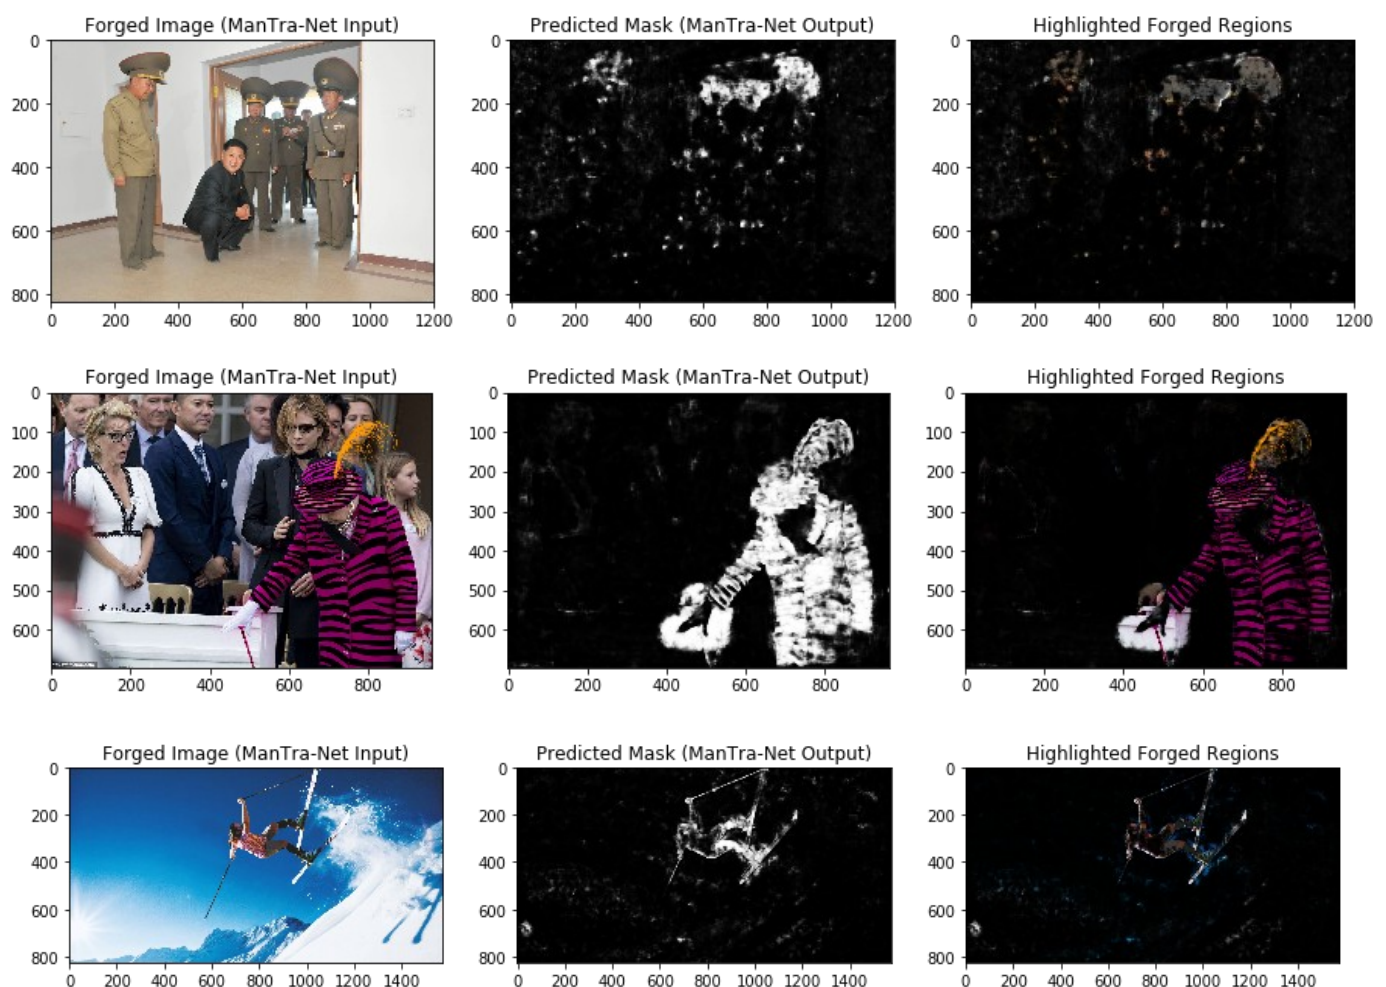 Forged Image (ManTra-Net Input) Predicted Mask (ManTra-Net Output) Highlighted Forged Regions
0 0 0
200 200 200
400 400 400
600 600 600
800 800 800
0 200 400 600 800 1000 1200 0 200 400 600 800 1000 1200 0 200 400 600 800 1000 1200
Forged Image (ManTra-Net Input) Predicted Mask (ManTra-Net Output) Highlighted Forged Regions
0 0 0
100 100 100
200 200 200
300 300 300
400 400 400
500 500 500
600 600 600
0 200 400 600 800 0 200 400 600 800 0 200 400 600 800
Forged Image (ManTra-Net Input) Predicted Mask (ManTra-Net Output) Highlighted Forged Regions
0 0 0
200 200 200
400 400 400
600 600 600
800 800 800
0 200 400 600 800 1000 1200 1400 0 200 400 600 800 1000 1200 1400 0 200 400 600 800 1000 1200 1400